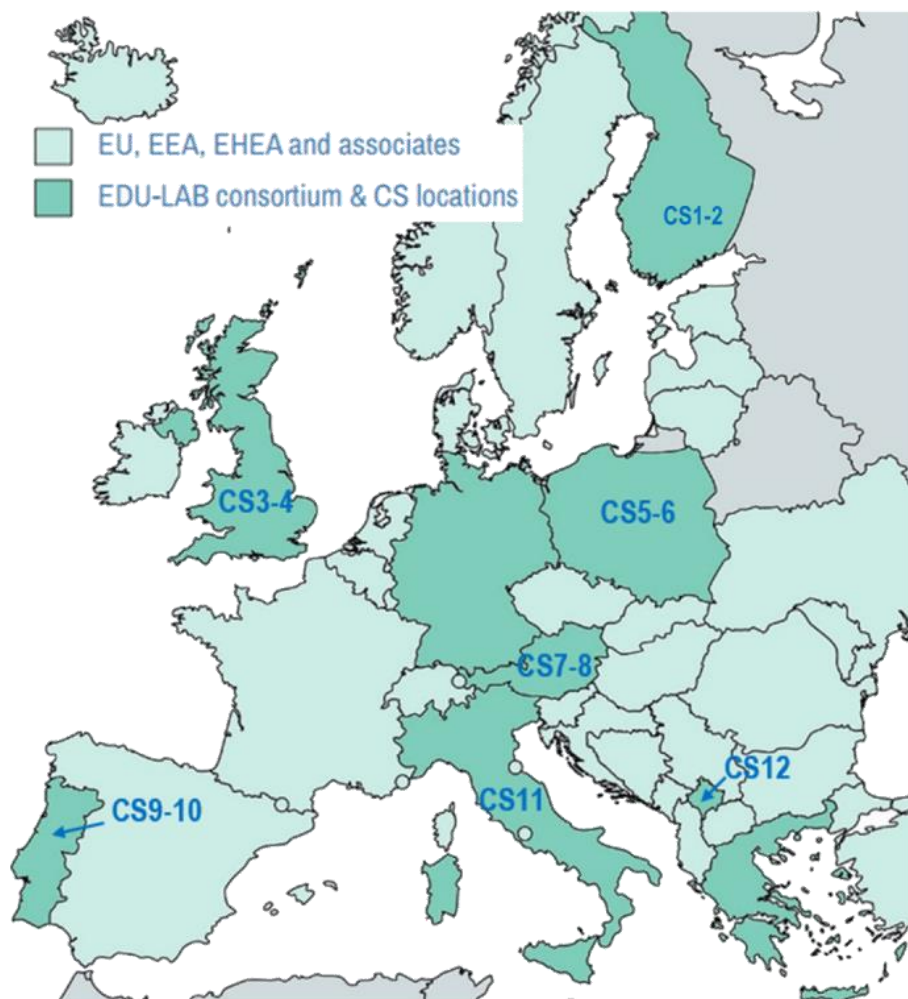 EU, EEA, EHEA and associates
EDU-LAB consortium & CS locations
CS1-2
CS3-4
CS5-6
CS7-8
CS12
CS11
CS9-10